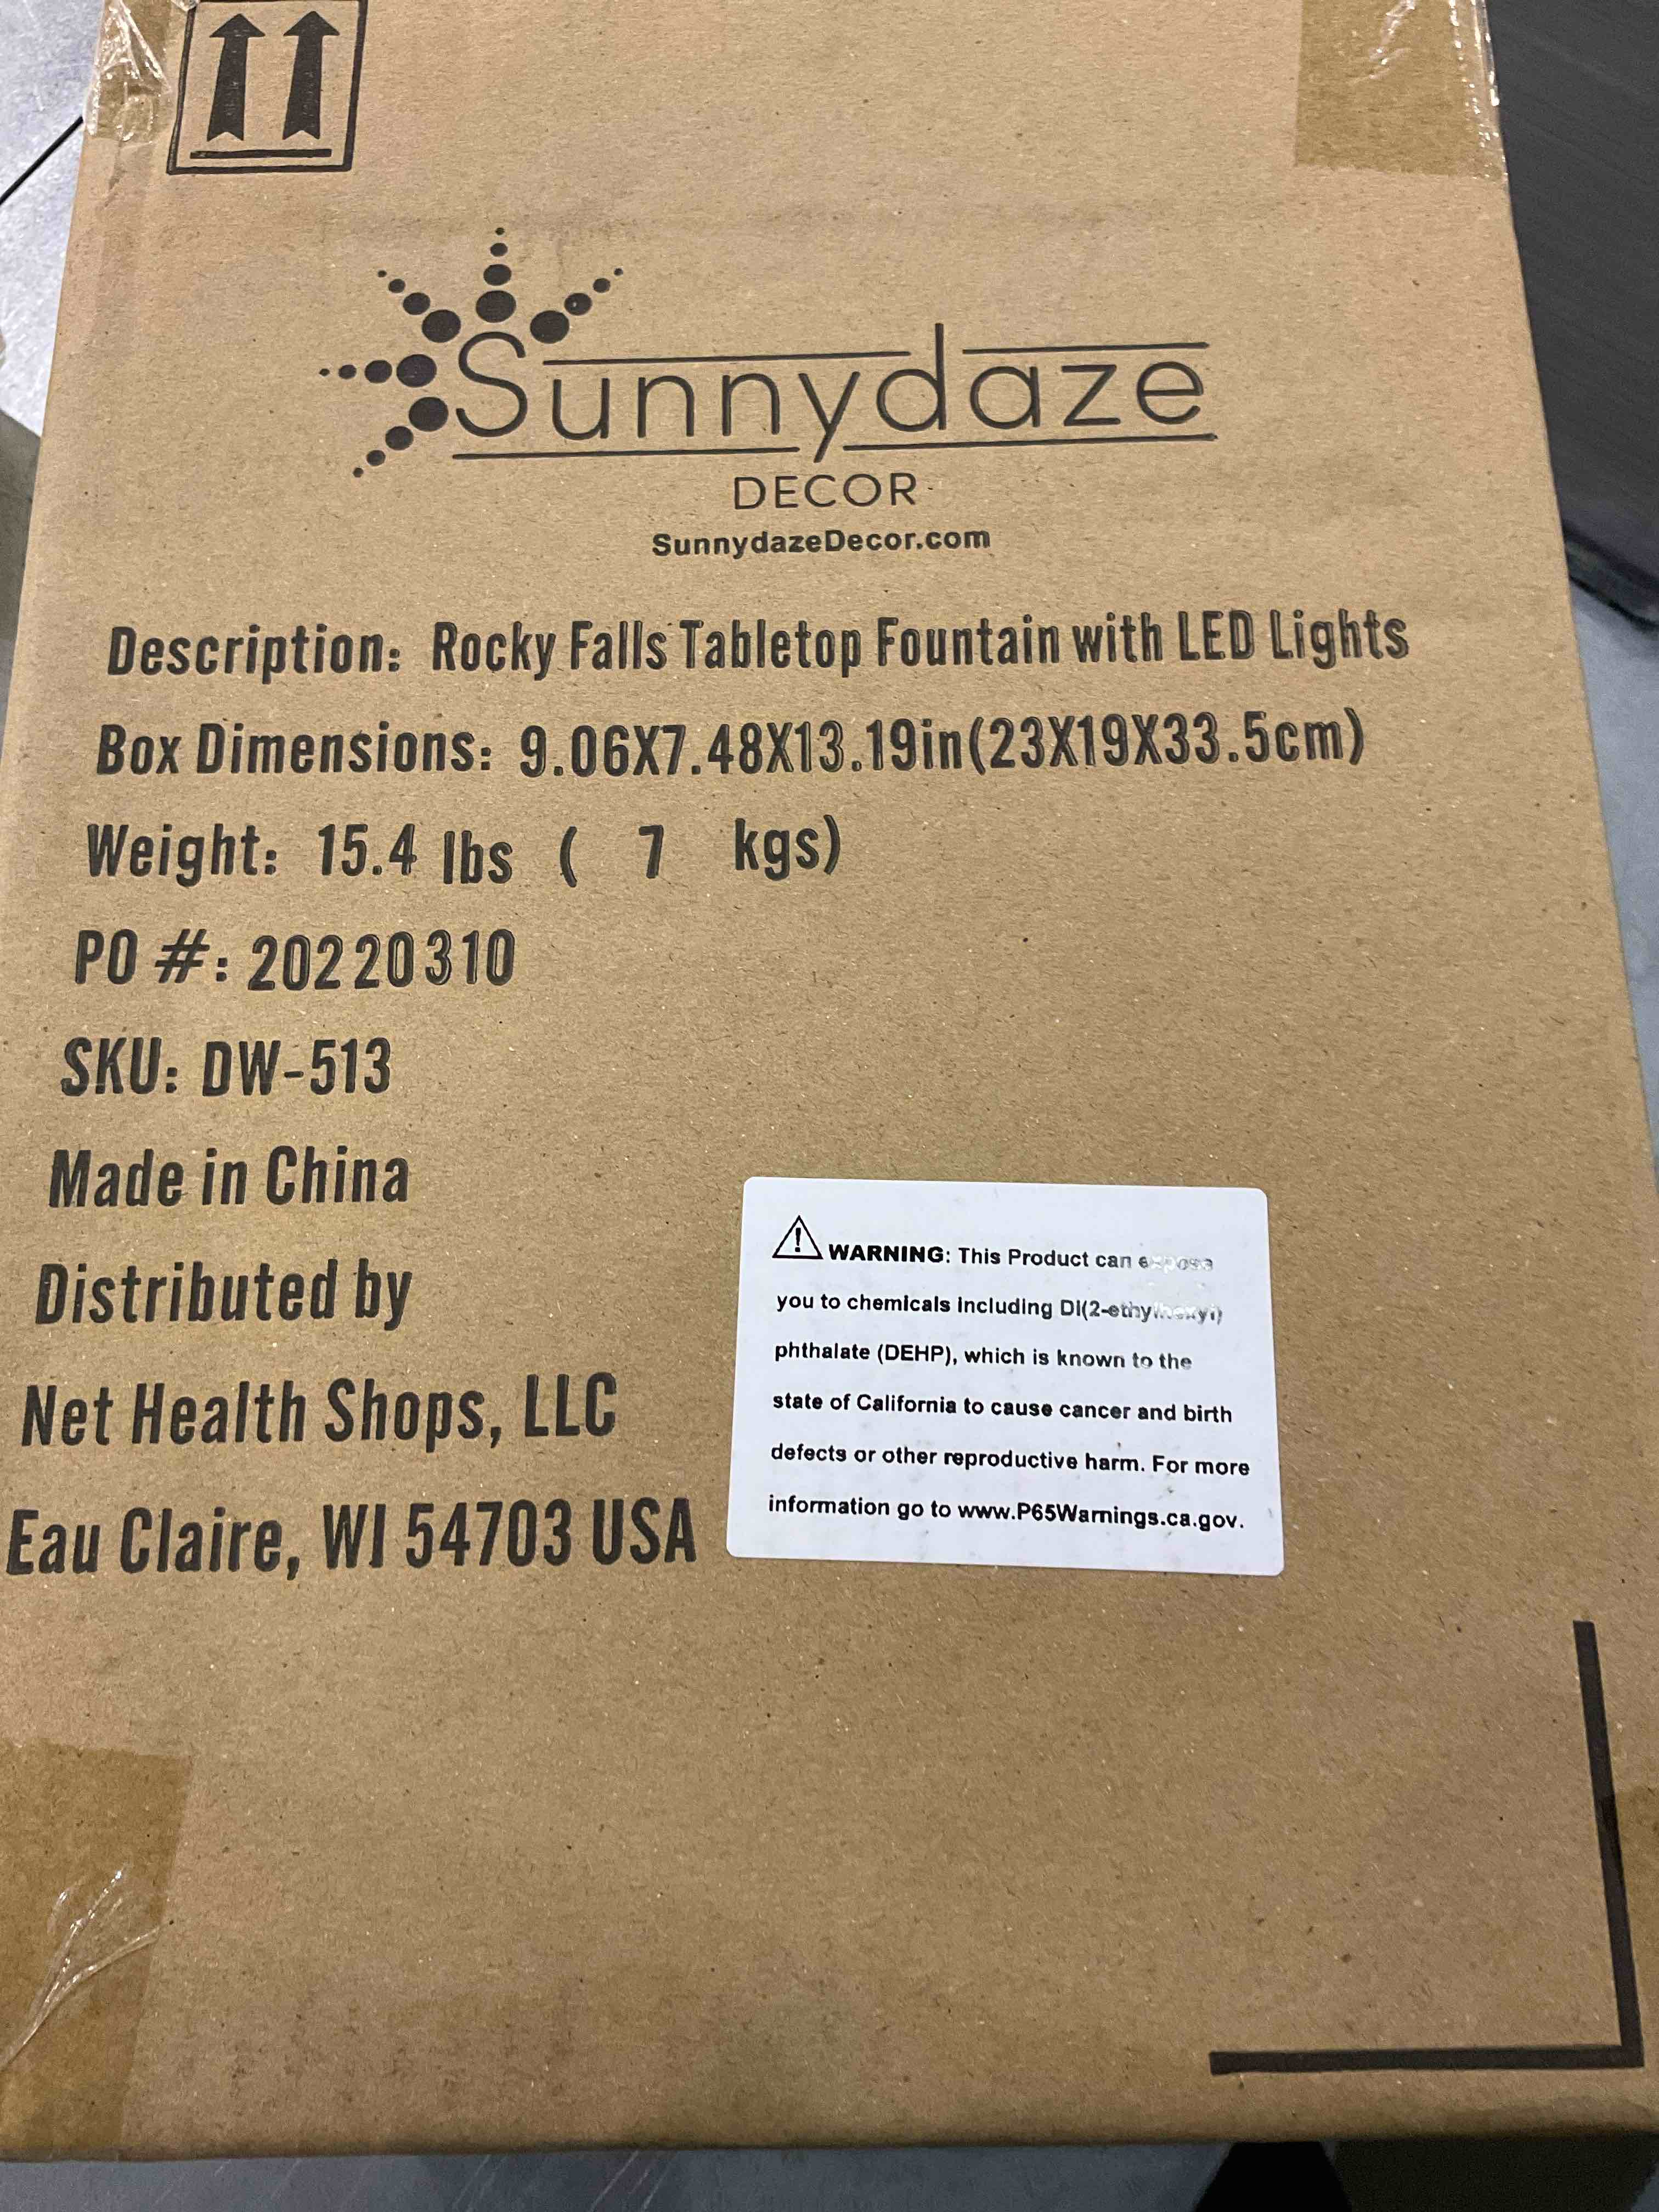 Sunnydaze
DECOR
SunnydazeDecor.com
Description: Rocky Falls Tabletop Fountain with LED Lights
Box Dimensions: 9.06X7.48X13.19in(23X19X33.5cm)
Weight: 15.4 lbs ( 7 kgs)
PO #: 20220310
SKU: DW-513
Made in China
Distributed by
Net Health Shops, LLC
Eau Claire, WI 54703 USA
WARNING: This Product can expose
you to chemicals including DI(2-ethylhexyl)
phthalate (DEHP), which is known to the
state of California to cause cancer and birth
defects or other reproductive harm. For more
information go to www.P65Warnings.ca.gov.